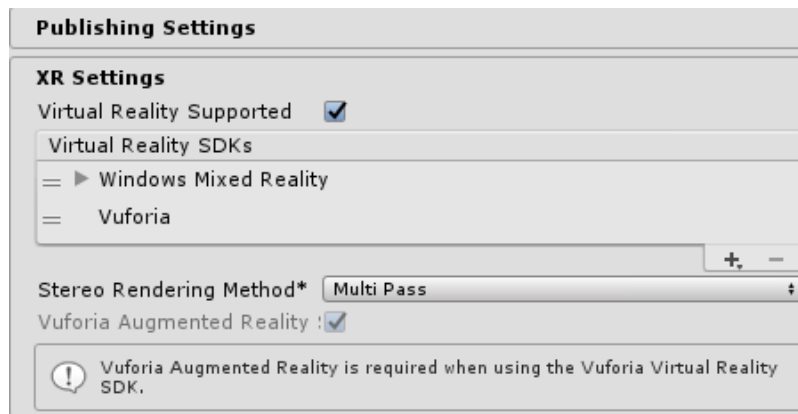 Publishing Settings
XR Settings
Virtual Reality Supported
Virtual Reality SDKs
Windows Mixed Reality
Vuforia
Stereo Rendering Method* Multi Pass
Vuforia Augmented Reality
Vuforia Augmented Reality is required when using the Vuforia Virtual Reality
SDK.